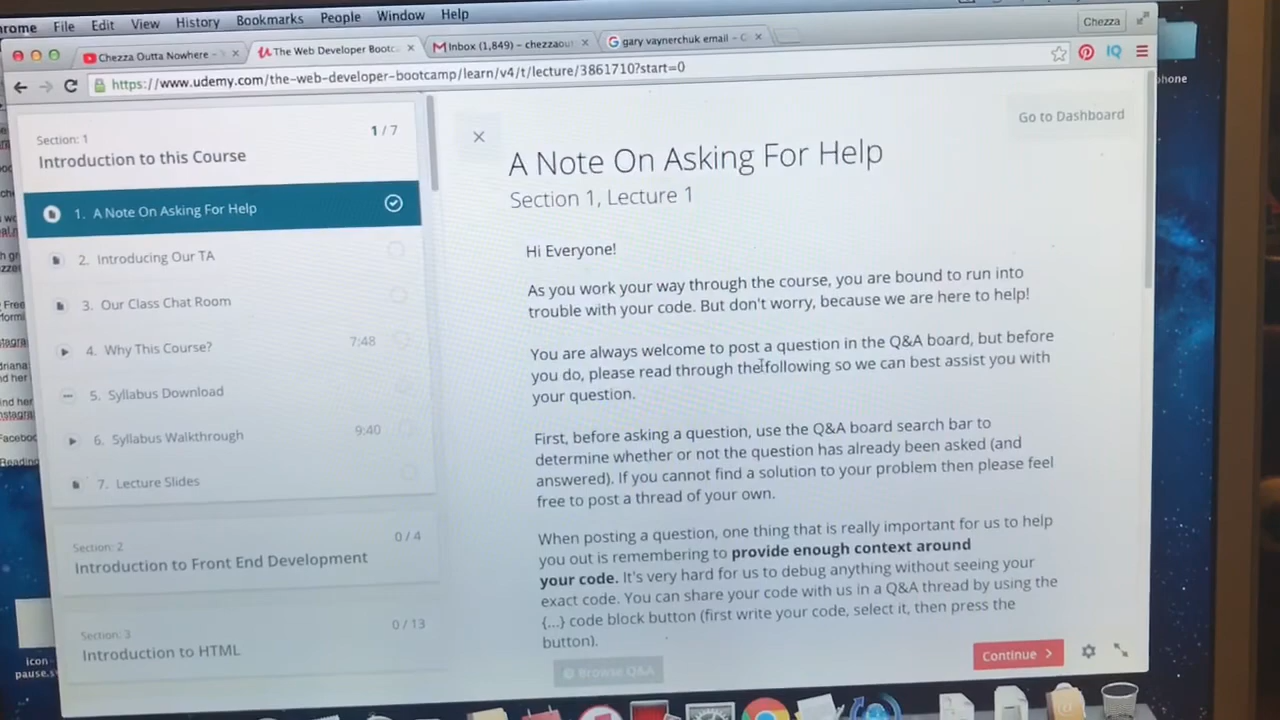 hrome File Edit View History Bookmarks People Window Help
Chezza Outta Nowhere - The Web Developer Bootc Inbox (1,849) - chezzaout gary vaynerchuk email - Chezza
https://www.udemy.com/the-web-developer-bootcamp/learn/v4/t/lecture/3861710?start=0
IQ
phone
Section: 1 1 / 7
Introduction to this Course
1. A Note On Asking For Help
2. Introducing Our TA
3. Our Class Chat Room
4. Why This Course? 7:48
5. Syllabus Download
6. Syllabus Walkthrough 9:40
7. Lecture Slides
Section: 2 0 / 4
Introduction to Front End Development
Section: 3 0 / 13
Introduction to HTML
Go to Dashboard
A Note On Asking For Help
Section 1, Lecture 1
Hi Everyone!
As you work your way through the course, you are bound to run into
trouble with your code. But don't worry, because we are here to help!
You are always welcome to post a question in the Q&A board, but before
you do, please read through the following so we can best assist you with
your question.
First, before asking a question, use the Q&A board search bar to
determine whether or not the question has already been asked (and
answered). If you cannot find a solution to your problem then please feel
free to post a thread of your own.
When posting a question, one thing that is really important for us to help
you out is remembering to provide enough context around
your code. It's very hard for us to debug anything without seeing your
exact code. You can share your code with us in a Q&A thread by using the
{...} code block button (first write your code, select it, then press the
button).
Browse Q&A
Continue
icon-
pause.s
Free
Facebo
Reading